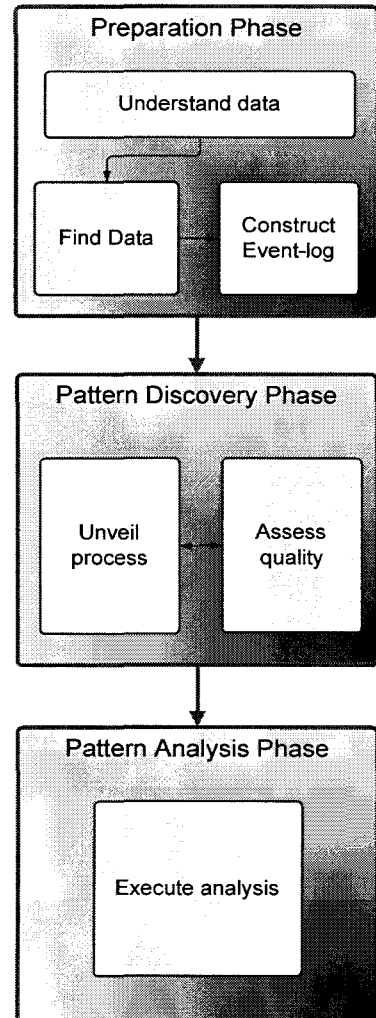 Preparation Phase
Understand data
Find Data
Construct
Event-log
Pattern Discovery Phase
Unveil
process
Assess
quality
Pattern Analysis Phase
Execute analysis